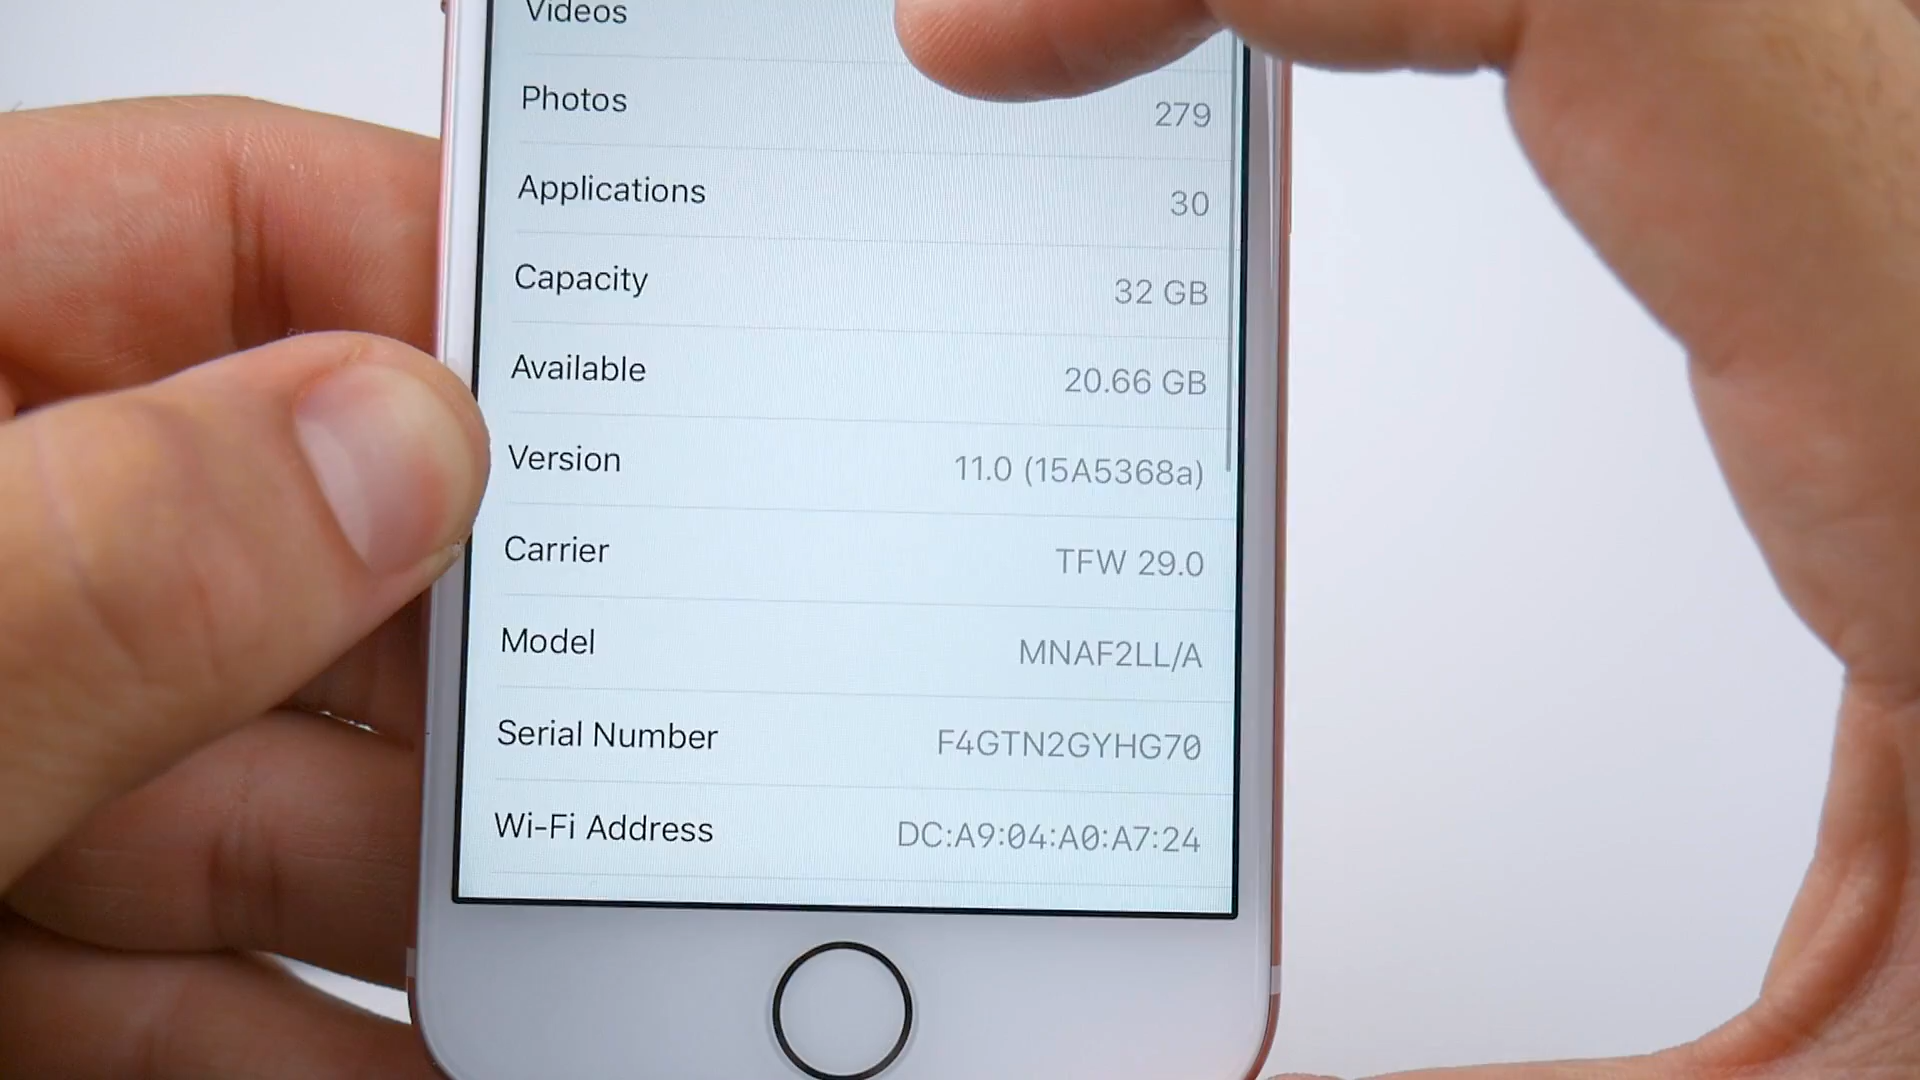 Videos
Photos 279
Applications 30
Capacity 32 GB
Available 20.66 GB
Version 11.0 (15A5368a)
Carrier TFW 29.0
Model MNAF2LL/A
Serial Number F4GTN2GYHG70
Wi-Fi Address DC:A9:04:A0:A7:24